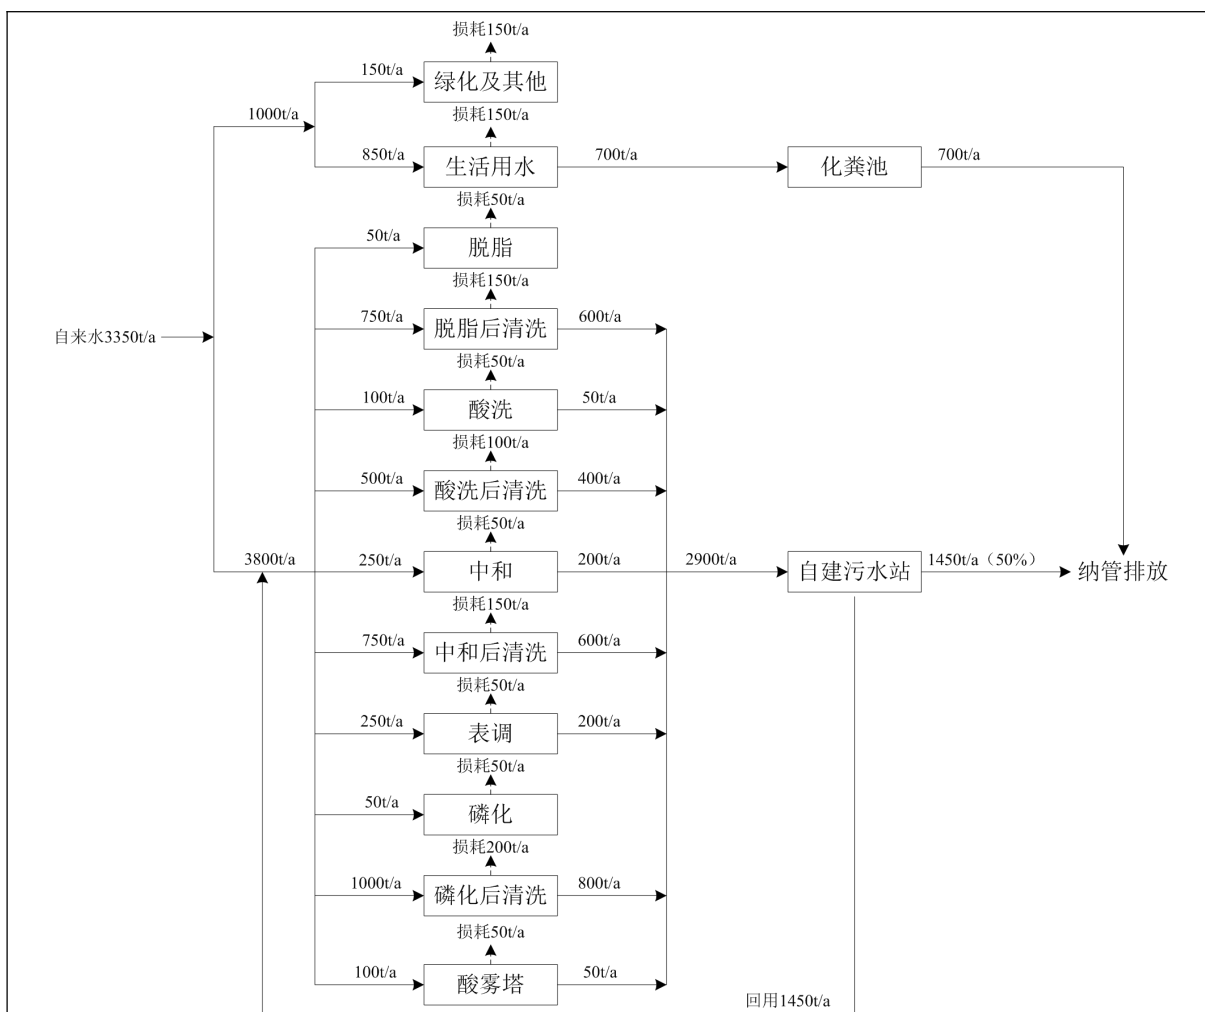 损耗150t/a
150t/a
绿化及其他
1000t/a
损耗150t/a
850t/a
生活用水
700t/a
化粪池
700t/a
损耗50t/a
50t/a
脱脂
损耗150t/a
750t/a
脱脂后清洗
600t/a
自来水3350t/a
损耗50t/a
100t/a
酸洗
50t/a
损耗100t/a
500t/a
酸洗后清洗
400t/a
损耗50t/a
3800t/a
250t/a
中和
200t/a
2900t/a
自建污水站
1450t/a（50%）
纳管排放
损耗150t/a
750t/a
中和后清洗
600t/a
损耗50t/a
250t/a
表调
200t/a
损耗50t/a
50t/a
磷化
损耗200t/a
1000t/a
磷化后清洗
800t/a
损耗50t/a
100t/a
酸雾塔
50t/a
回用1450t/a